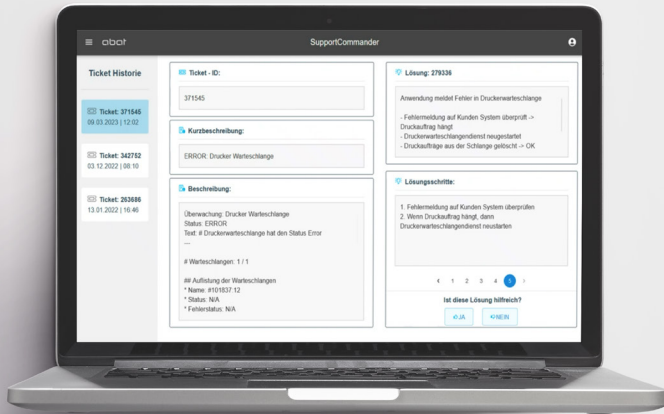 abat
SupportCommander
Ticket Historie
Ticket: 371545
09.03.2023 | 12:02
Ticket: 342752
03.12.2022 | 08:10
Ticket: 263686
13.01.2022 | 16:46
Ticket - ID:
371545
Kurzbeschreibung:
ERROR: Drucker Warteschlange
Beschreibung:
Überwachung: Drucker Warteschlange
Status: ERROR
Text: # Druckerwarteschlange hat den Status Error
---
# Warteschlangen: 1 / 1
## Auflistung der Warteschlangen
* Name: #101837:12
* Status: N/A
* Fehlerstatus: N/A
Lösung: 279336
Anwendung meldet Fehler in Druckerwarteschlange
- Fehlermeldung auf Kunden System überprüft ->
Druckauftrag hängt
- Druckerwarteschlangendienst neugestartet
- Druckaufträge aus der Schlange gelöscht -> OK
Lösungsschritte:
1. Fehlermeldung auf Kunden System überprüfen
2. Wenn Druckauftrag hängt, dann
Druckerwarteschlangendienst neustarten
‹ 1 2 3 4 5 ›
Ist diese Lösung hilfreich?
JA NEIN
abat